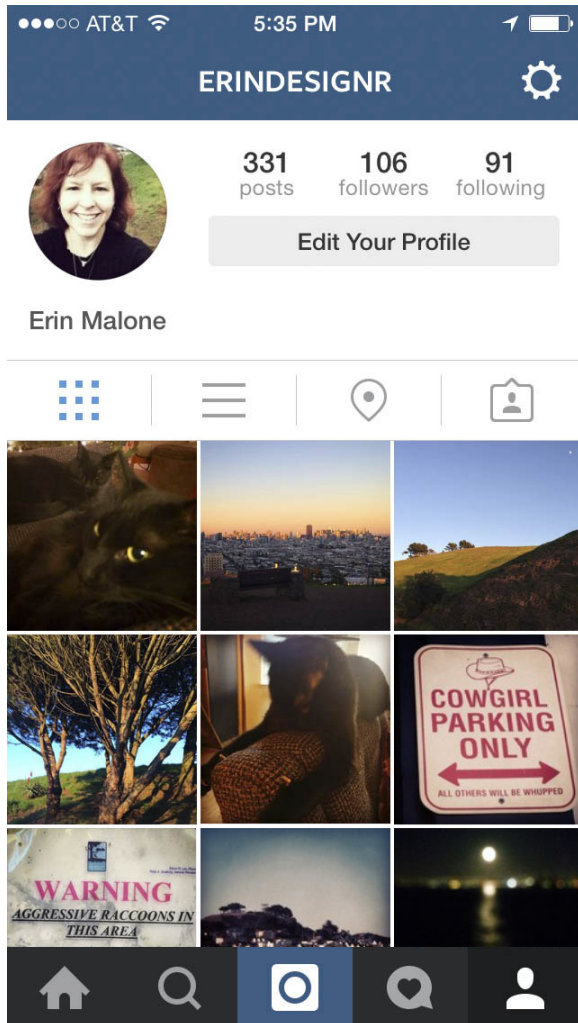 AT&T 5:35 PM
ERINDESIGNR
331 106 91
posts followers following
Edit Your Profile
Erin Malone
COWGIRL
PARKING
ONLY
ALL OTHERS WILL BE WHUPPED
WARNING
AGGRESSIVE RACCOONS IN
THIS AREA